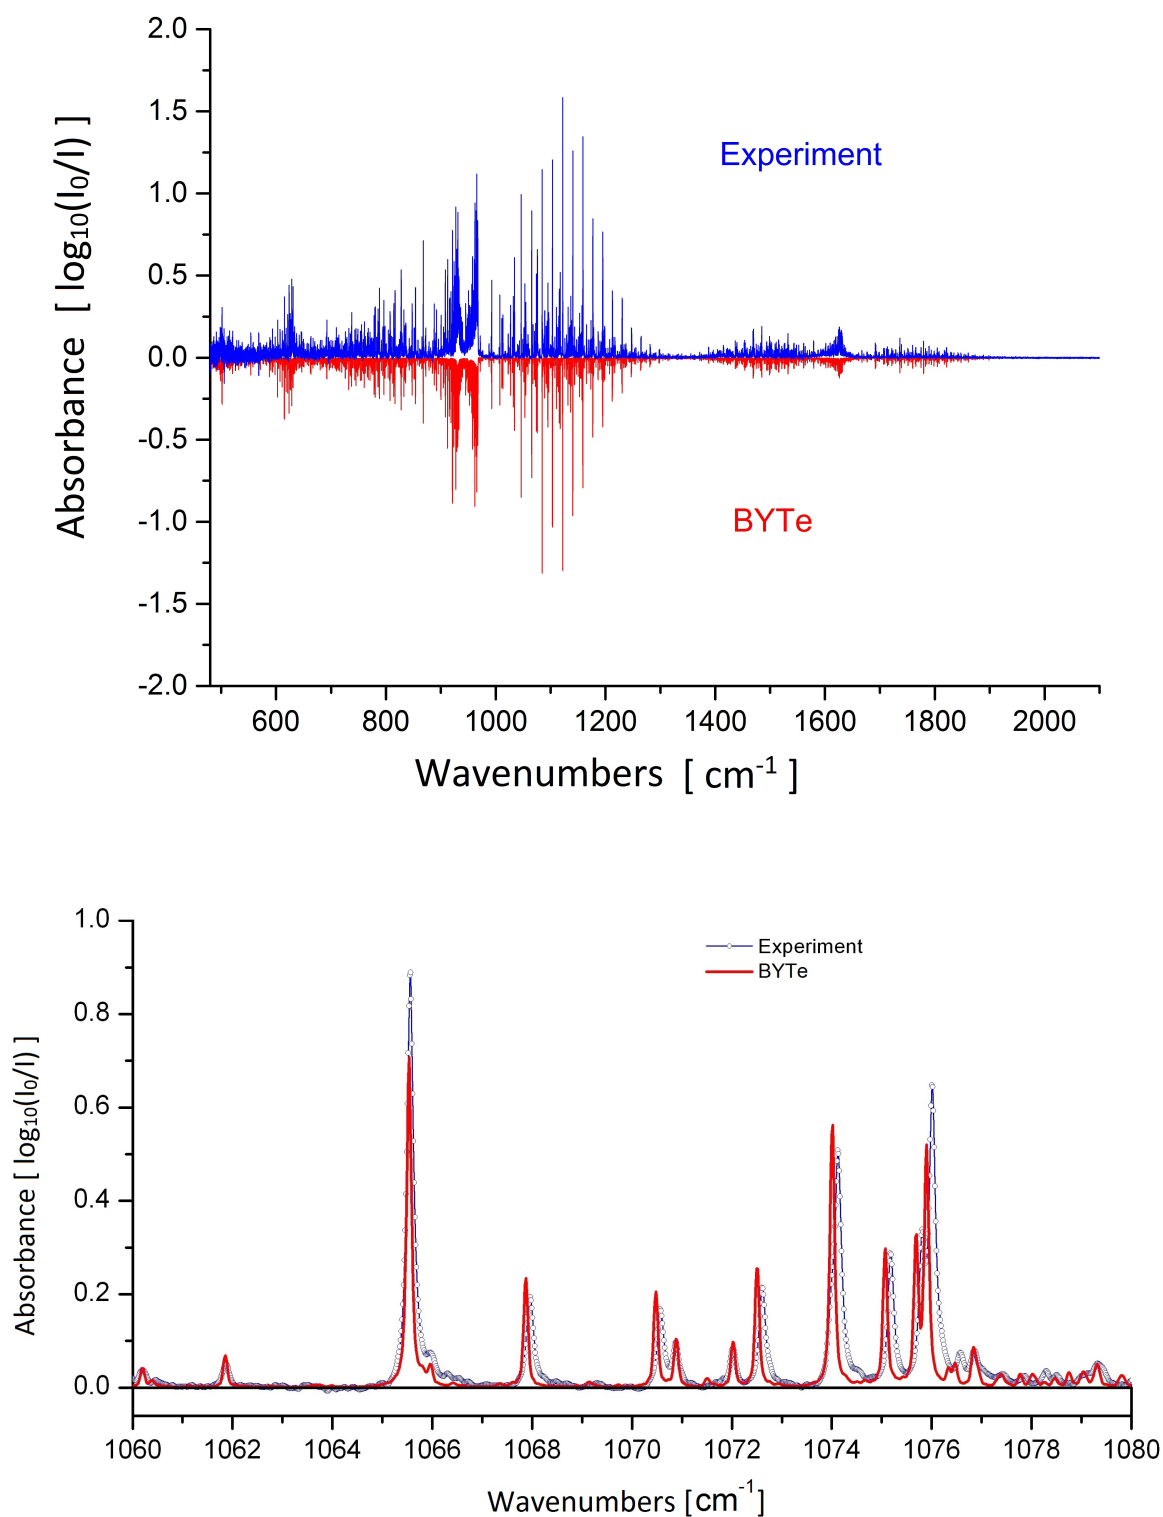 2.0
1.5
Experiment
1.0
0.5
0.0
-0.5
BYTe
-1.0
-1.5
-2.0
Absorbance [ log10(I0/I) ]
600 800 1000 1200 1400 1600 1800 2000
Wavenumbers [ cm-1 ]
1.0
Experiment
BYTe
0.8
0.6
0.4
0.2
0.0
Absorbance [ log10(I0/I) ]
1060 1062 1064 1066 1068 1070 1072 1074 1076 1078 1080
Wavenumbers [cm-1]